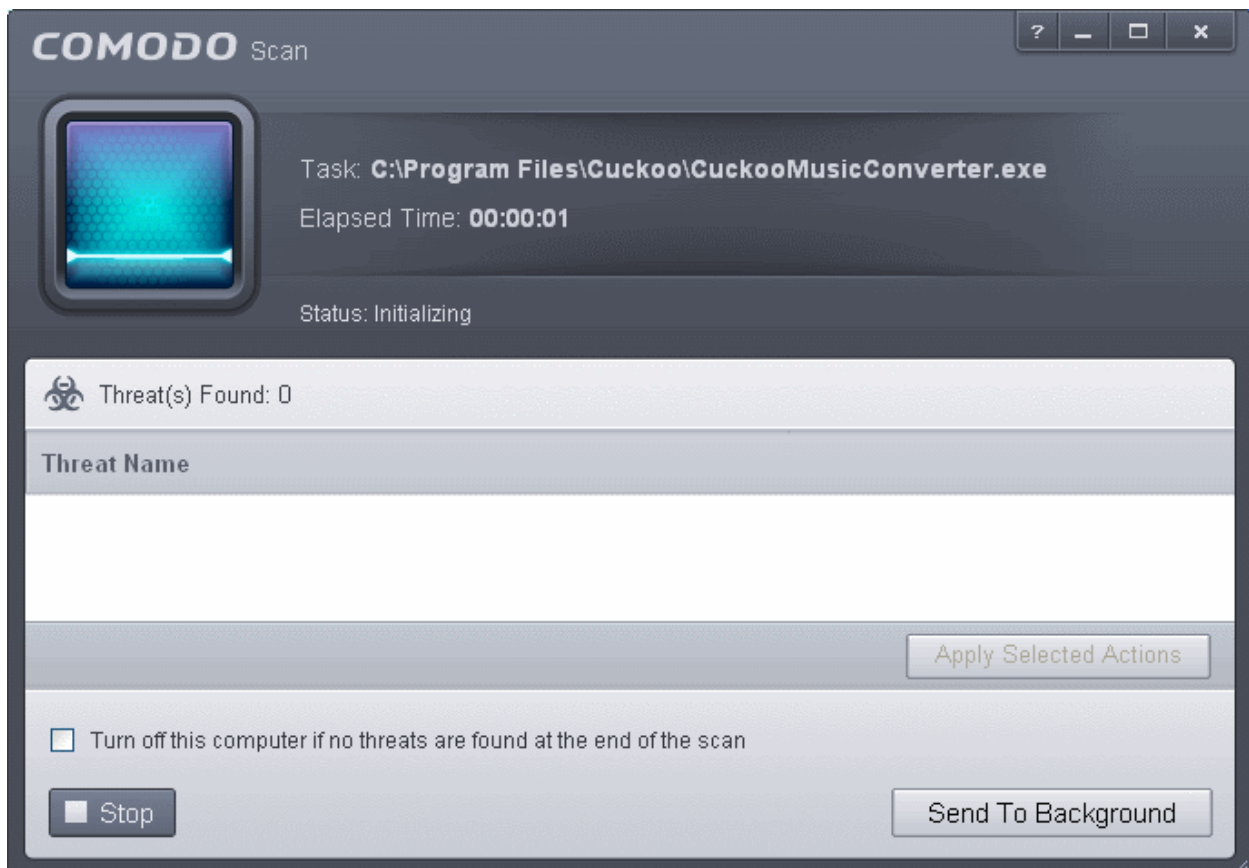 COMODO Scan
?
Task: C:\Program Files\Cuckoo\CuckooMusicConverter.exe
Elapsed Time: 00:00:01
Status: Initializing
Threat(s) Found: 0
Threat Name
Apply Selected Actions
Turn off this computer if no threats are found at the end of the scan
Stop
Send To Background